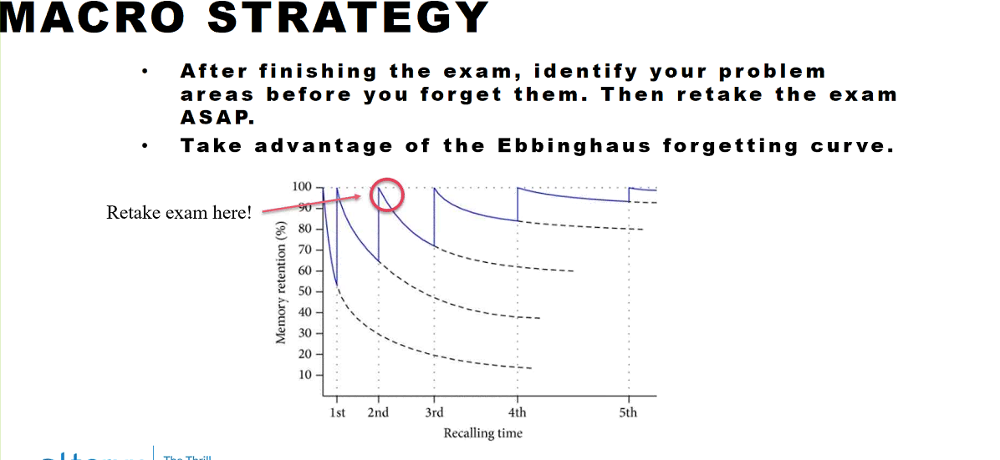 MACRO STRATEGY
• After finishing the exam, identify your problem
areas before you forget them. Then retake the exam
ASAP.
• Take advantage of the Ebbinghaus forgetting curve.
Retake exam here!
Memory retention (%)
100
90
80
70
60
50
40
30
20
10
1st 2nd 3rd 4th 5th
Recalling time
The Thrill